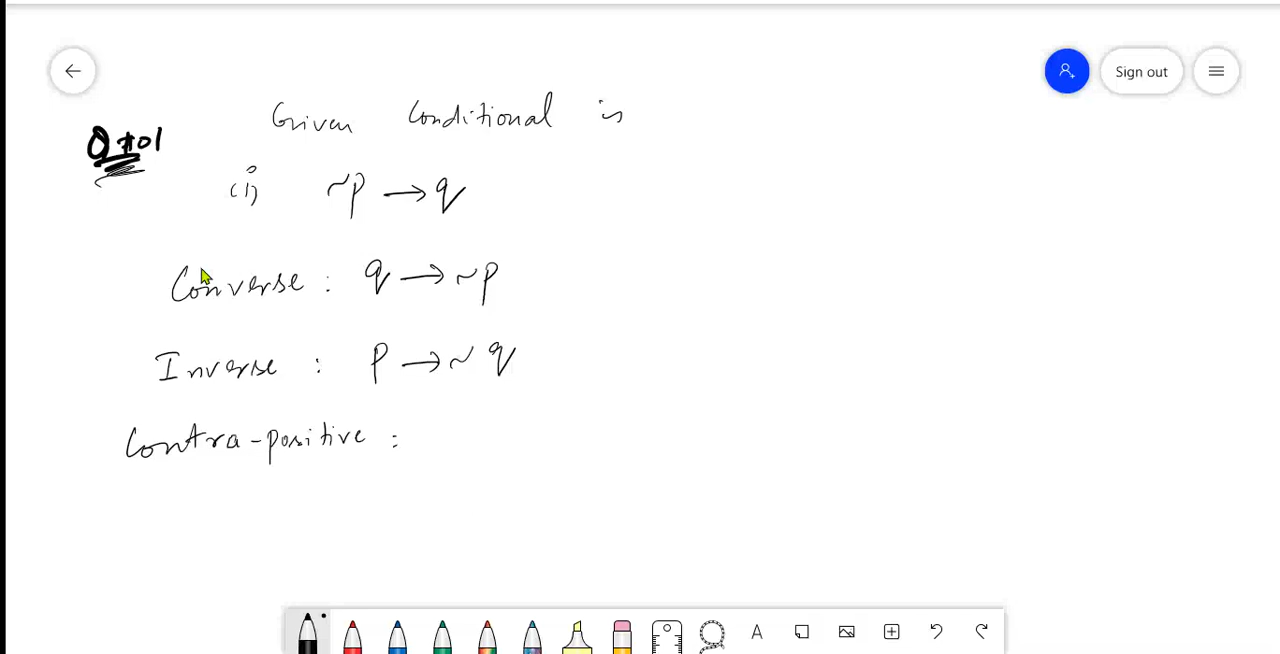 Sign out
Given Conditional is
Q #01
(i) ~p → q
Converse : q → ~p
Inverse : p → ~ q
Contra-positive :
A